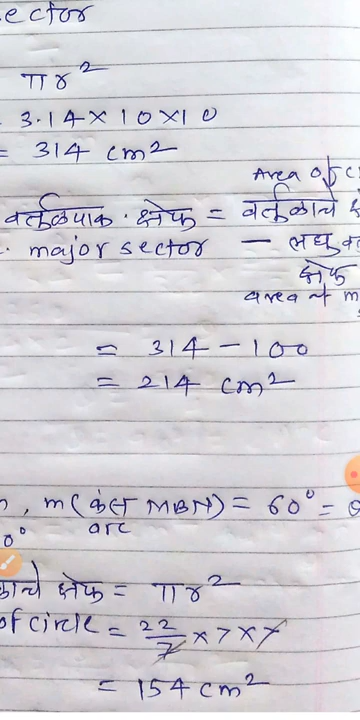 ector
πr²
3.14 × 10 × 10
= 314 cm²
Area of ci
वर्तुळपाक . क्षेफ = वर्तुळाचे क्ष
. major sector — लघु व
क्षेफ
area of m
= 314 - 100
= 214 cm²
, m(कंस MBN) = 60° = θ
arc
0°
ाचे क्षेफ = πr²
of circle = 22/7 × 7 × 7
= 154 cm²